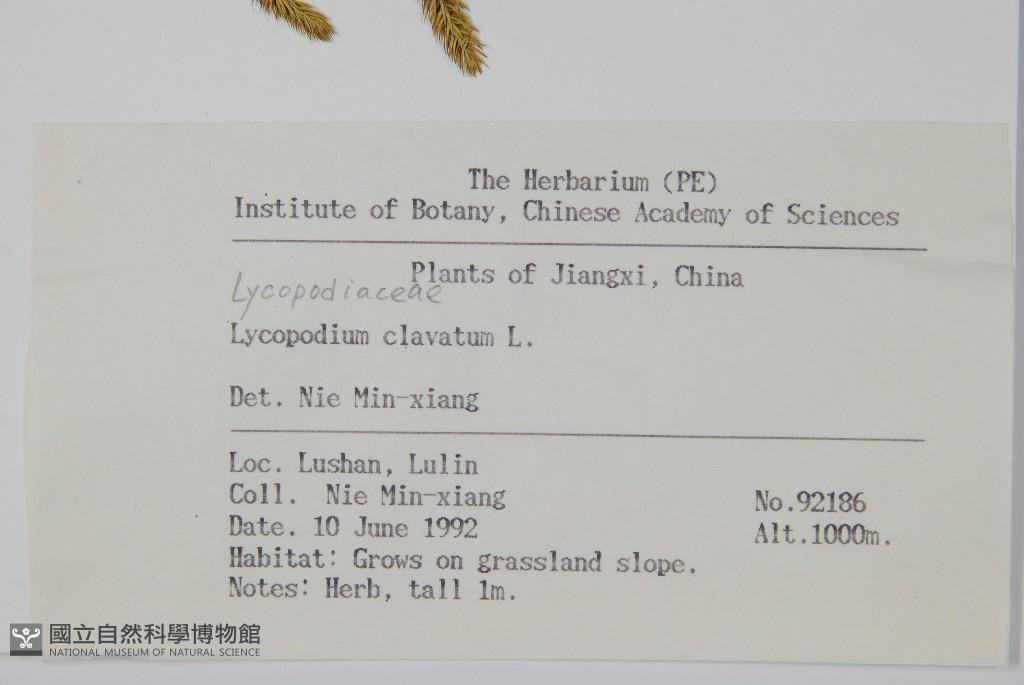 The Herbarium (PE)
Institute of Botany, Chinese Academy of Sciences
Plants of Jiangxi, China
Lycopodiaceae
Lycopodium clavatum L.
Det. Nie Min-xiang
Loc. Lushan, Lulin
Coll. Nie Min-xiang
No.92186
Date. 10 June 1992
Alt.1000m.
Habitat: Grows on grassland slope.
Notes: Herb, tall 1m.
國立自然科學博物館
NATIONAL MUSEUM OF NATURAL SCIENCE